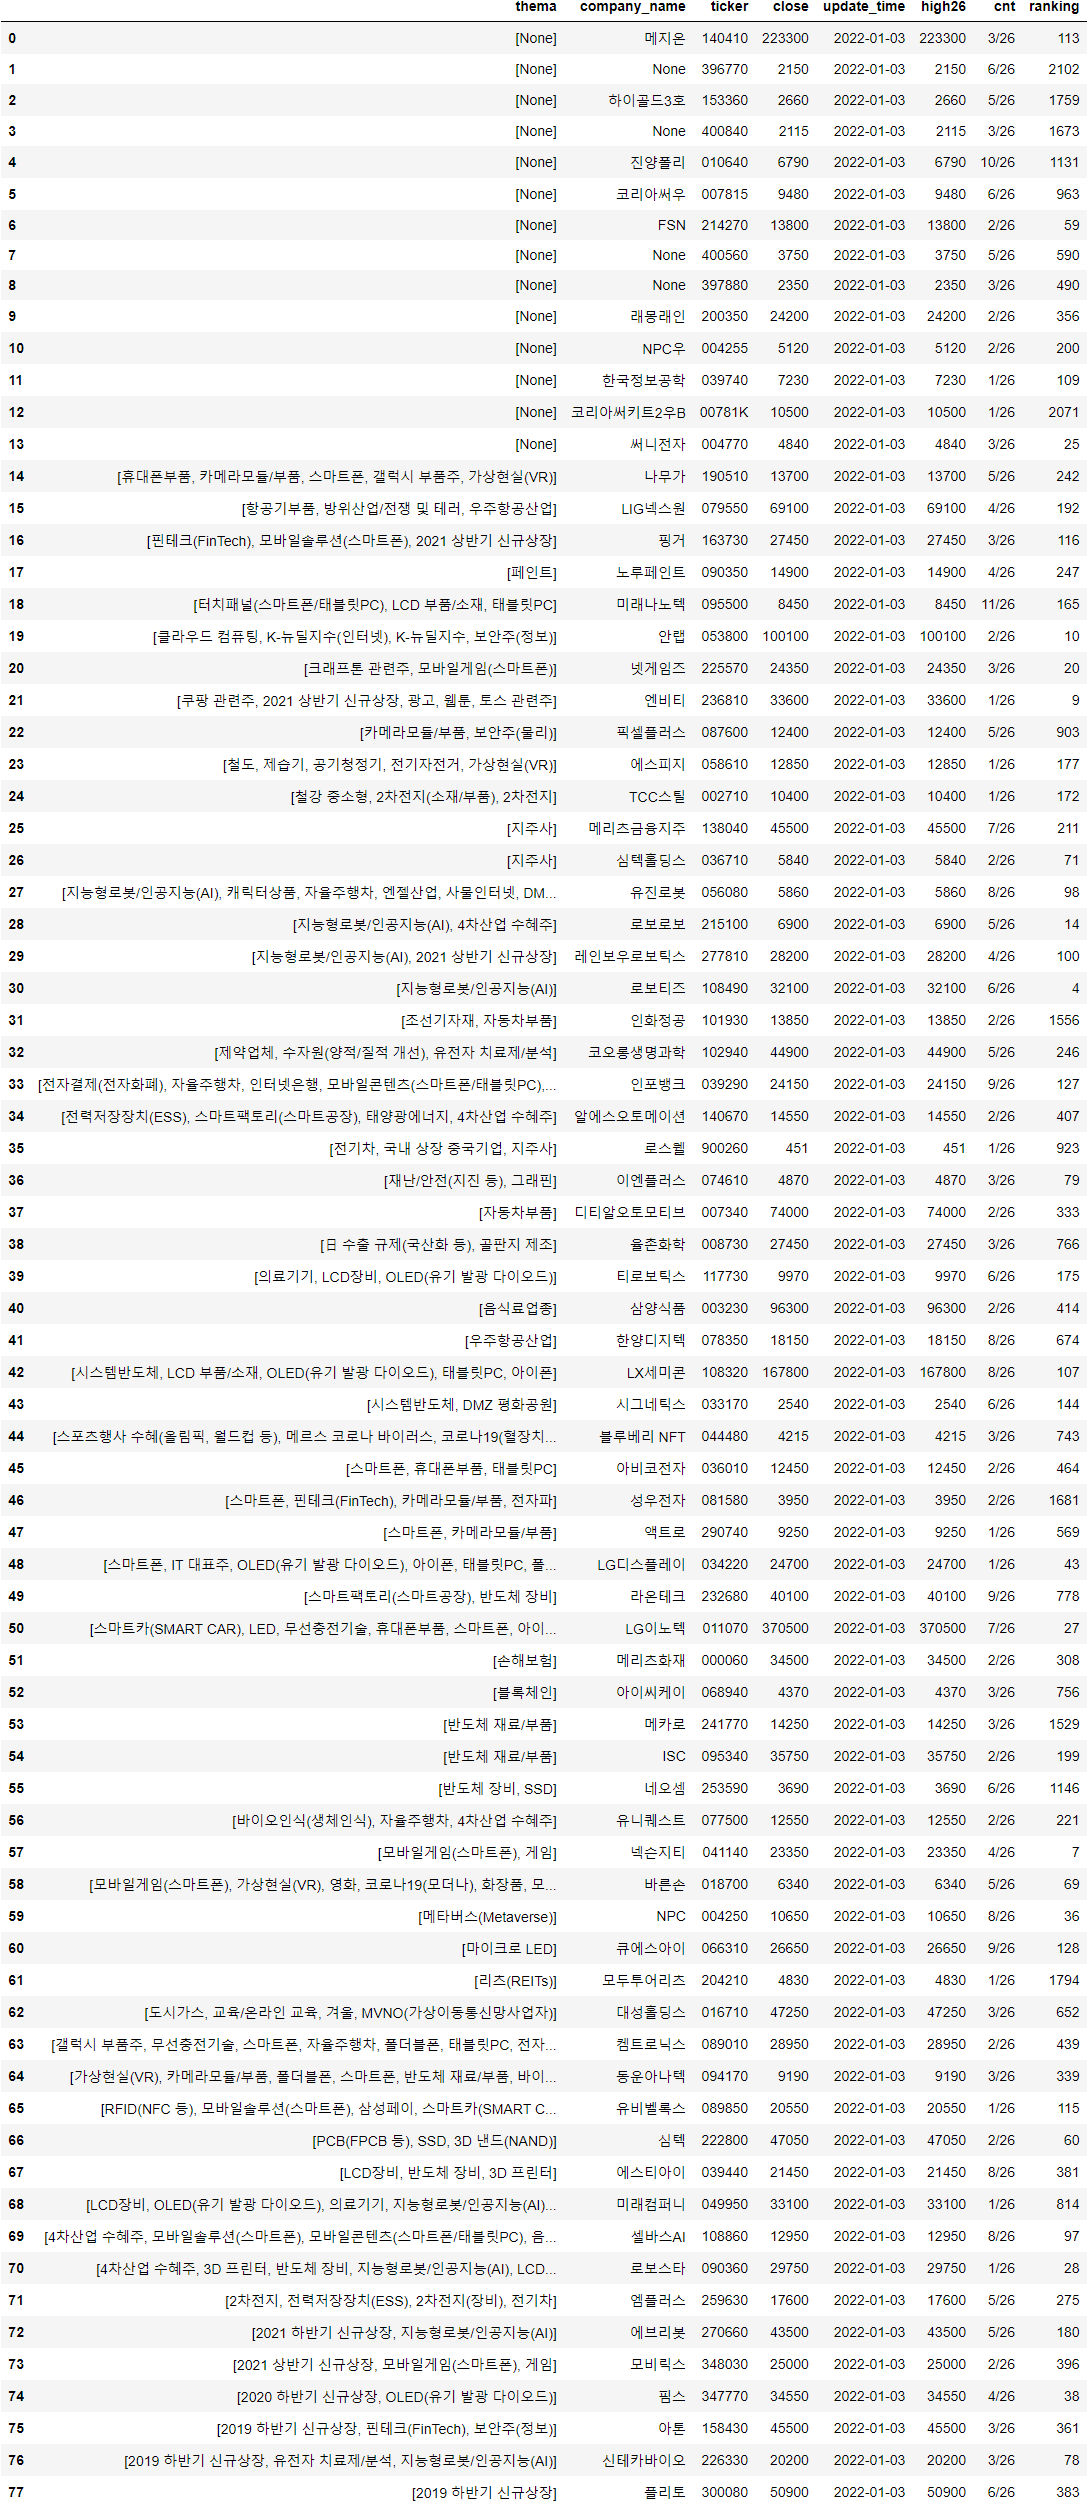 thema company_name ticker close update_time high26 cnt ranking
0 [None] 메지온 140410 223300 2022-01-03 223300 3/26 113
1 [None] None 396770 2150 2022-01-03 2150 6/26 2102
2 [None] 하이골드3호 153360 2660 2022-01-03 2660 5/26 1759
3 [None] None 400840 2115 2022-01-03 2115 3/26 1673
4 [None] 진양폴리 010640 6790 2022-01-03 6790 10/26 1131
5 [None] 코리아써우 007815 9480 2022-01-03 9480 6/26 963
6 [None] FSN 214270 13800 2022-01-03 13800 2/26 59
7 [None] None 400560 3750 2022-01-03 3750 5/26 590
8 [None] None 397880 2350 2022-01-03 2350 3/26 490
9 [None] 래몽래인 200350 24200 2022-01-03 24200 2/26 356
10 [None] NPC우 004255 5120 2022-01-03 5120 2/26 200
11 [None] 한국정보공학 039740 7230 2022-01-03 7230 1/26 109
12 [None] 코리아써키트2우B 00781K 10500 2022-01-03 10500 1/26 2071
13 [None] 써니전자 004770 4840 2022-01-03 4840 3/26 25
14 [휴대폰부품, 카메라모듈/부품, 스마트폰, 갤럭시 부품주, 가상현실(VR)] 나무가 190510 13700 2022-01-03 13700 5/26 242
15 [항공기부품, 방위산업/전쟁 및 테러, 우주항공산업] LIG넥스원 079550 69100 2022-01-03 69100 4/26 192
16 [핀테크(FinTech), 모바일솔루션(스마트폰), 2021 상반기 신규상장] 핑거 163730 27450 2022-01-03 27450 3/26 116
17 [페인트] 노루페인트 090350 14900 2022-01-03 14900 4/26 247
18 [터치패널(스마트폰/태블릿PC), LCD 부품/소재, 태블릿PC] 미래나노텍 095500 8450 2022-01-03 8450 11/26 165
19 [클라우드 컴퓨팅, K-뉴딜지수(인터넷), K-뉴딜지수, 보안주(정보)] 안랩 053800 100100 2022-01-03 100100 2/26 10
20 [크래프톤 관련주, 모바일게임(스마트폰)] 넷게임즈 225570 24350 2022-01-03 24350 3/26 20
21 [쿠팡 관련주, 2021 상반기 신규상장, 광고, 웹툰, 토스 관련주] 엔비티 236810 33600 2022-01-03 33600 1/26 9
22 [카메라모듈/부품, 보안주(물리)] 픽셀플러스 087600 12400 2022-01-03 12400 5/26 903
23 [철도, 제습기, 공기청정기, 전기자전거, 가상현실(VR)] 에스피지 058610 12850 2022-01-03 12850 1/26 177
24 [철강 중소형, 2차전지(소재/부품), 2차전지] TCC스틸 002710 10400 2022-01-03 10400 1/26 172
25 [지주사] 메리츠금융지주 138040 45500 2022-01-03 45500 7/26 211
26 [지주사] 심텍홀딩스 036710 5840 2022-01-03 5840 2/26 71
27 [지능형로봇/인공지능(AI), 캐릭터상품, 자율주행차, 엔젤산업, 사물인터넷, DM... 유진로봇 056080 5860 2022-01-03 5860 8/26 98
28 [지능형로봇/인공지능(AI), 4차산업 수혜주] 로보로보 215100 6900 2022-01-03 6900 5/26 14
29 [지능형로봇/인공지능(AI), 2021 상반기 신규상장] 레인보우로보틱스 277810 28200 2022-01-03 28200 4/26 100
30 [지능형로봇/인공지능(AI)] 로보티즈 108490 32100 2022-01-03 32100 6/26 4
31 [조선기자재, 자동차부품] 인화정공 101930 13850 2022-01-03 13850 2/26 1556
32 [제약업체, 수자원(양적/질적 개선), 유전자 치료제/분석] 코오롱생명과학 102940 44900 2022-01-03 44900 5/26 246
33 [전자결제(전자화폐), 자율주행차, 인터넷은행, 모바일콘텐츠(스마트폰/태블릿PC),... 인포뱅크 039290 24150 2022-01-03 24150 9/26 127
34 [전력저장장치(ESS), 스마트팩토리(스마트공장), 태양광에너지, 4차산업 수혜주] 알에스오토메이션 140670 14550 2022-01-03 14550 2/26 407
35 [전기차, 국내 상장 중국기업, 지주사] 로스웰 900260 451 2022-01-03 451 1/26 923
36 [재난/안전(지진 등), 그래핀] 이엔플러스 074610 4870 2022-01-03 4870 3/26 79
37 [자동차부품] 디티알오토모티브 007340 74000 2022-01-03 74000 2/26 333
38 [日 수출 규제(국산화 등), 골판지 제조] 율촌화학 008730 27450 2022-01-03 27450 3/26 766
39 [의료기기, LCD장비, OLED(유기 발광 다이오드)] 티로보틱스 117730 9970 2022-01-03 9970 6/26 175
40 [음식료업종] 삼양식품 003230 96300 2022-01-03 96300 2/26 414
41 [우주항공산업] 한양디지텍 078350 18150 2022-01-03 18150 8/26 674
42 [시스템반도체, LCD 부품/소재, OLED(유기 발광 다이오드), 태블릿PC, 아이폰] LX세미콘 108320 167800 2022-01-03 167800 8/26 107
43 [시스템반도체, DMZ 평화공원] 시그네틱스 033170 2540 2022-01-03 2540 6/26 144
44 [스포츠행사 수혜(올림픽, 월드컵 등), 메르스 코로나 바이러스, 코로나19(혈장치... 블루베리 NFT 044480 4215 2022-01-03 4215 3/26 743
45 [스마트폰, 휴대폰부품, 태블릿PC] 아비코전자 036010 12450 2022-01-03 12450 2/26 464
46 [스마트폰, 핀테크(FinTech), 카메라모듈/부품, 전자파] 성우전자 081580 3950 2022-01-03 3950 2/26 1681
47 [스마트폰, 카메라모듈/부품] 액트로 290740 9250 2022-01-03 9250 1/26 569
48 [스마트폰, IT 대표주, OLED(유기 발광 다이오드), 아이폰, 태블릿PC, 폴... LG디스플레이 034220 24700 2022-01-03 24700 1/26 43
49 [스마트팩토리(스마트공장), 반도체 장비] 라온테크 232680 40100 2022-01-03 40100 9/26 778
50 [스마트카(SMART CAR), LED, 무선충전기술, 휴대폰부품, 스마트폰, 아이... LG이노텍 011070 370500 2022-01-03 370500 7/26 27
51 [손해보험] 메리츠화재 000060 34500 2022-01-03 34500 2/26 308
52 [블록체인] 아이씨케이 068940 4370 2022-01-03 4370 3/26 756
53 [반도체 재료/부품] 메카로 241770 14250 2022-01-03 14250 3/26 1529
54 [반도체 재료/부품] ISC 095340 35750 2022-01-03 35750 2/26 199
55 [반도체 장비, SSD] 네오셈 253590 3690 2022-01-03 3690 6/26 1146
56 [바이오인식(생체인식), 자율주행차, 4차산업 수혜주] 유니퀘스트 077500 12550 2022-01-03 12550 2/26 221
57 [모바일게임(스마트폰), 게임] 넥슨지티 041140 23350 2022-01-03 23350 4/26 7
58 [모바일게임(스마트폰), 가상현실(VR), 영화, 코로나19(모더나), 화장품, 모... 바른손 018700 6340 2022-01-03 6340 5/26 69
59 [메타버스(Metaverse)] NPC 004250 10650 2022-01-03 10650 8/26 36
60 [마이크로 LED] 큐에스아이 066310 26650 2022-01-03 26650 9/26 128
61 [리츠(REITs)] 모두투어리츠 204210 4830 2022-01-03 4830 1/26 1794
62 [도시가스, 교육/온라인 교육, 겨울, MVNO(가상이동통신망사업자)] 대성홀딩스 016710 47250 2022-01-03 47250 3/26 652
63 [갤럭시 부품주, 무선충전기술, 스마트폰, 자율주행차, 폴더블폰, 태블릿PC, 전자... 켐트로닉스 089010 28950 2022-01-03 28950 2/26 439
64 [가상현실(VR), 카메라모듈/부품, 폴더블폰, 스마트폰, 반도체 재료/부품, 바이... 동운아나텍 094170 9190 2022-01-03 9190 3/26 339
65 [RFID(NFC 등), 모바일솔루션(스마트폰), 삼성페이, 스마트카(SMART C... 유비벨록스 089850 20550 2022-01-03 20550 1/26 115
66 [PCB(FPCB 등), SSD, 3D 낸드(NAND)] 심텍 222800 47050 2022-01-03 47050 2/26 60
67 [LCD장비, 반도체 장비, 3D 프린터] 에스티아이 039440 21450 2022-01-03 21450 8/26 381
68 [LCD장비, OLED(유기 발광 다이오드), 의료기기, 지능형로봇/인공지능(AI)... 미래컴퍼니 049950 33100 2022-01-03 33100 1/26 814
69 [4차산업 수혜주, 모바일솔루션(스마트폰), 모바일콘텐츠(스마트폰/태블릿PC), 음... 셀바스AI 108860 12950 2022-01-03 12950 8/26 97
70 [4차산업 수혜주, 3D 프린터, 반도체 장비, 지능형로봇/인공지능(AI), LCD... 로보스타 090360 29750 2022-01-03 29750 1/26 28
71 [2차전지, 전력저장장치(ESS), 2차전지(장비), 전기차] 엠플러스 259630 17600 2022-01-03 17600 5/26 275
72 [2021 하반기 신규상장, 지능형로봇/인공지능(AI)] 에브리봇 270660 43500 2022-01-03 43500 5/26 180
73 [2021 상반기 신규상장, 모바일게임(스마트폰), 게임] 모비릭스 348030 25000 2022-01-03 25000 2/26 396
74 [2020 하반기 신규상장, OLED(유기 발광 다이오드)] 핌스 347770 34550 2022-01-03 34550 4/26 38
75 [2019 하반기 신규상장, 핀테크(FinTech), 보안주(정보)] 아톤 158430 45500 2022-01-03 45500 3/26 361
76 [2019 하반기 신규상장, 유전자 치료제/분석, 지능형로봇/인공지능(AI)] 신테카바이오 226330 20200 2022-01-03 20200 3/26 78
77 [2019 하반기 신규상장] 플리토 300080 50900 2022-01-03 50900 6/26 383